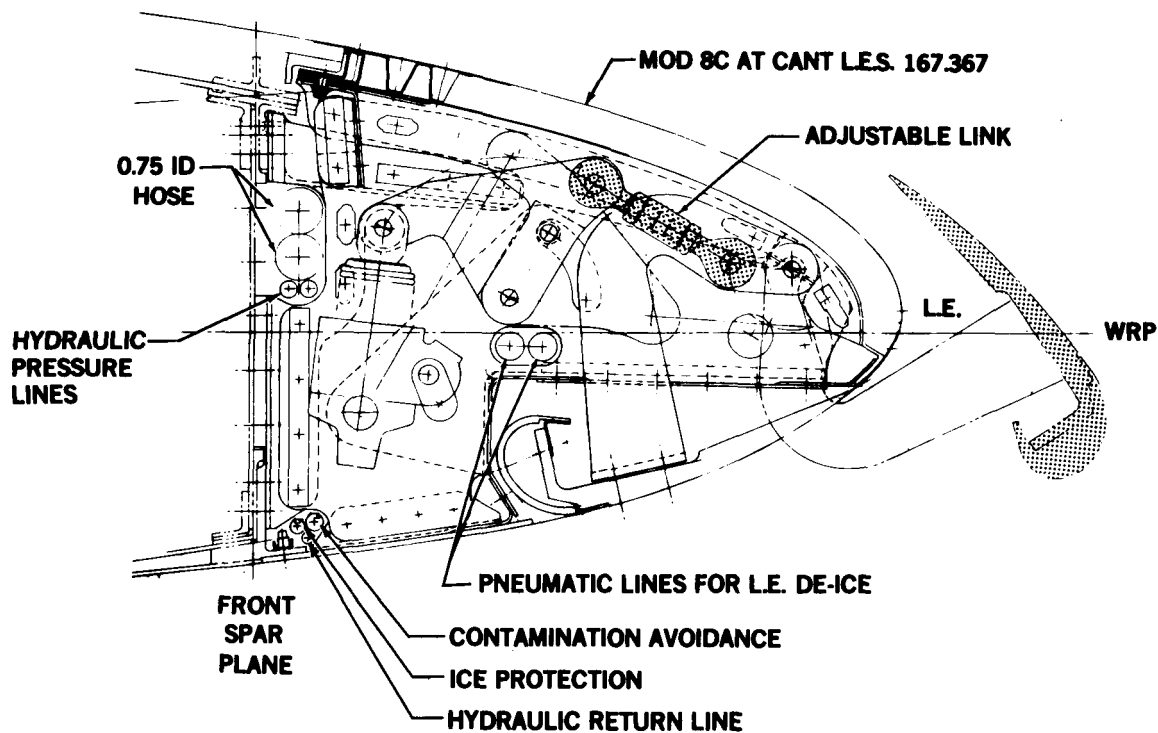 MOD 8C AT CANT L.E.S. 167.367
ADJUSTABLE LINK
0.75 ID
HOSE
L.E.
WRP
HYDRAULIC
PRESSURE
LINES
PNEUMATIC LINES FOR L.E. DE-ICE
FRONT
SPAR
PLANE
CONTAMINATION AVOIDANCE
ICE PROTECTION
HYDRAULIC RETURN LINE